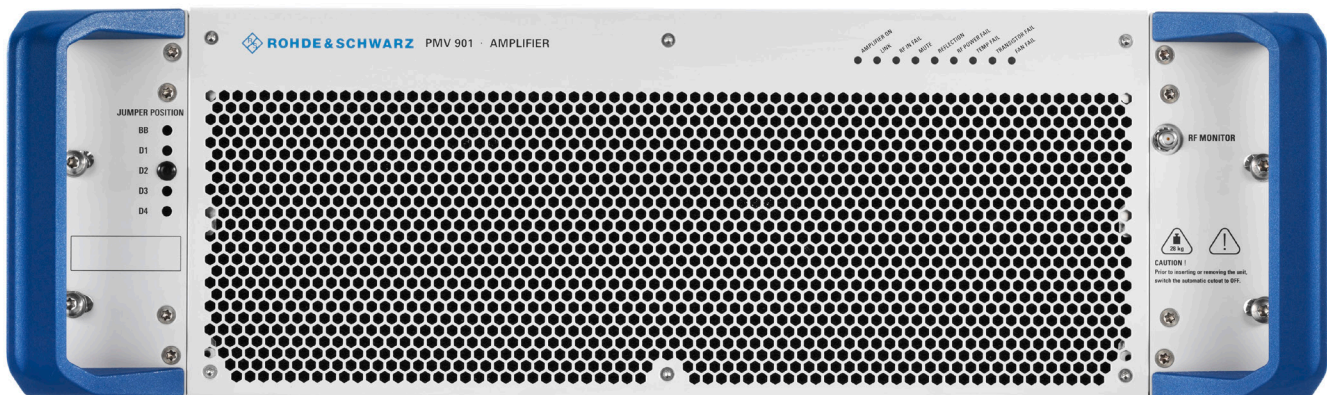 ROHDE & SCHWARZ PMV 901 · AMPLIFIER
AMPLIFIER ON
LINK
RF IN FAIL
MUTE
REFLECTION
RF POWER FAIL
TEMP FAIL
TRANSISTOR FAIL
FAN FAIL
JUMPER POSITION
BB
D1
D2
D3
D4
RF MONITOR
28 kg
!
CAUTION !
Prior to inserting or removing the unit,
switch the automatic cutout to OFF.